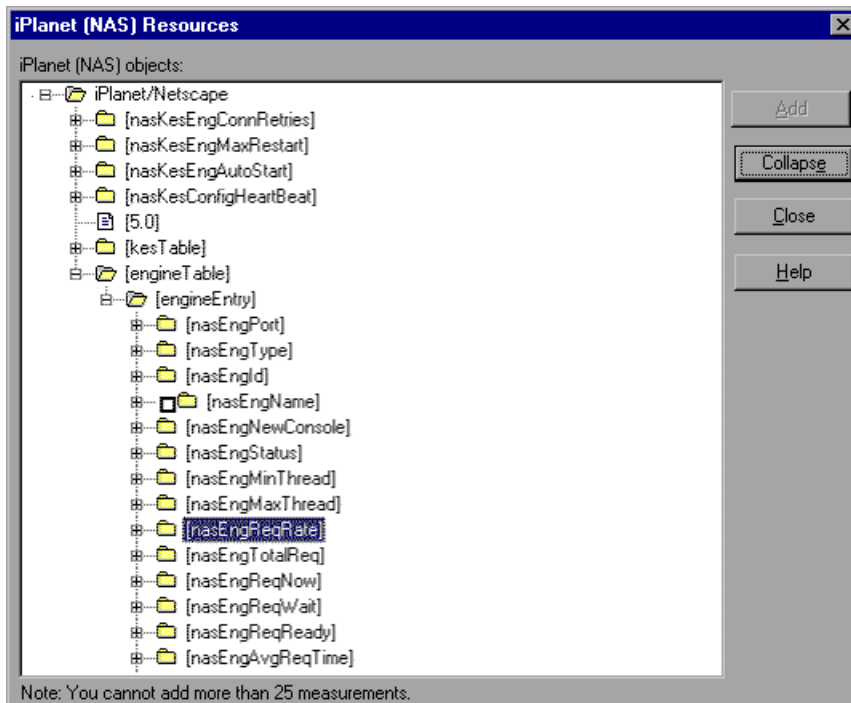 iPlanet (NAS) Resources
iPlanet (NAS) objects:
iPlanet/Netscape
[nasKesEngConnRetries]
[nasKesEngMaxRestart]
[nasKesEngAutoStart]
[nasKesConfigHeartBeat]
[5.0]
[kesTable]
[engineTable]
[engineEntry]
[nasEngPort]
[nasEngType]
[nasEngId]
[nasEngName]
[nasEngNewConsole]
[nasEngStatus]
[nasEngMinThread]
[nasEngMaxThread]
[nasEngReqRate]
[nasEngTotalReq]
[nasEngReqNow]
[nasEngReqWait]
[nasEngReqReady]
[nasEngAvgReqTime]
Add
Collapse
Close
Help
Note: You cannot add more than 25 measurements.